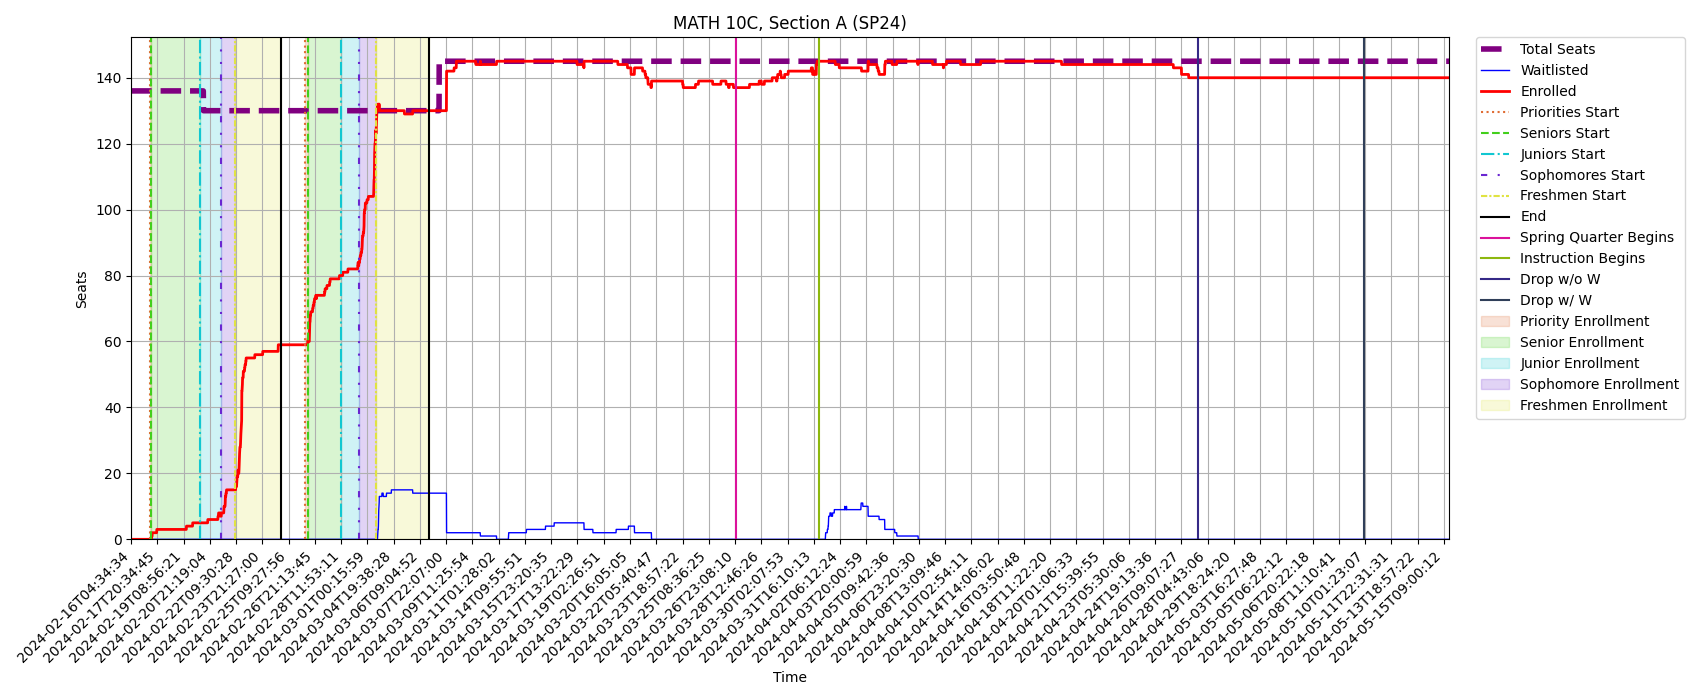 MATH 10C, Section A (SP24)
Seats
140
120
100
80
60
40
20
0
2024-02-16T04:34:34
2024-02-17T20:34:45
2024-02-19T08:56:21
2024-02-20T21:19:04
2024-02-22T09:30:28
2024-02-23T21:27:00
2024-02-25T09:27:56
2024-02-26T21:13:45
2024-02-28T11:53:11
2024-03-01T00:15:59
2024-03-04T19:38:28
2024-03-06T09:04:52
2024-03-07T22:07:00
2024-03-09T11:25:54
2024-03-11T01:28:02
2024-03-14T09:55:51
2024-03-15T23:20:35
2024-03-17T13:22:29
2024-03-19T02:26:51
2024-03-20T16:05:05
2024-03-22T05:40:47
2024-03-23T18:57:22
2024-03-25T08:36:25
2024-03-26T23:08:10
2024-03-28T12:46:26
2024-03-30T02:07:53
2024-03-31T16:10:13
2024-04-02T06:12:24
2024-04-03T20:00:59
2024-04-05T09:42:36
2024-04-06T23:20:30
2024-04-08T13:09:46
2024-04-10T02:54:11
2024-04-14T14:06:02
2024-04-16T03:50:48
2024-04-18T11:22:20
2024-04-20T01:06:33
2024-04-21T15:39:55
2024-04-23T05:30:06
2024-04-24T19:13:36
2024-04-26T09:07:27
2024-04-28T04:43:06
2024-04-29T18:24:20
2024-05-03T16:27:48
2024-05-05T06:22:12
2024-05-06T20:22:18
2024-05-08T11:10:41
2024-05-10T01:23:07
2024-05-11T22:31:31
2024-05-13T18:57:22
2024-05-15T09:00:12
Time
Total Seats
Waitlisted
Enrolled
Priorities Start
Seniors Start
Juniors Start
Sophomores Start
Freshmen Start
End
Spring Quarter Begins
Instruction Begins
Drop w/o W
Drop w/ W
Priority Enrollment
Senior Enrollment
Junior Enrollment
Sophomore Enrollment
Freshmen Enrollment